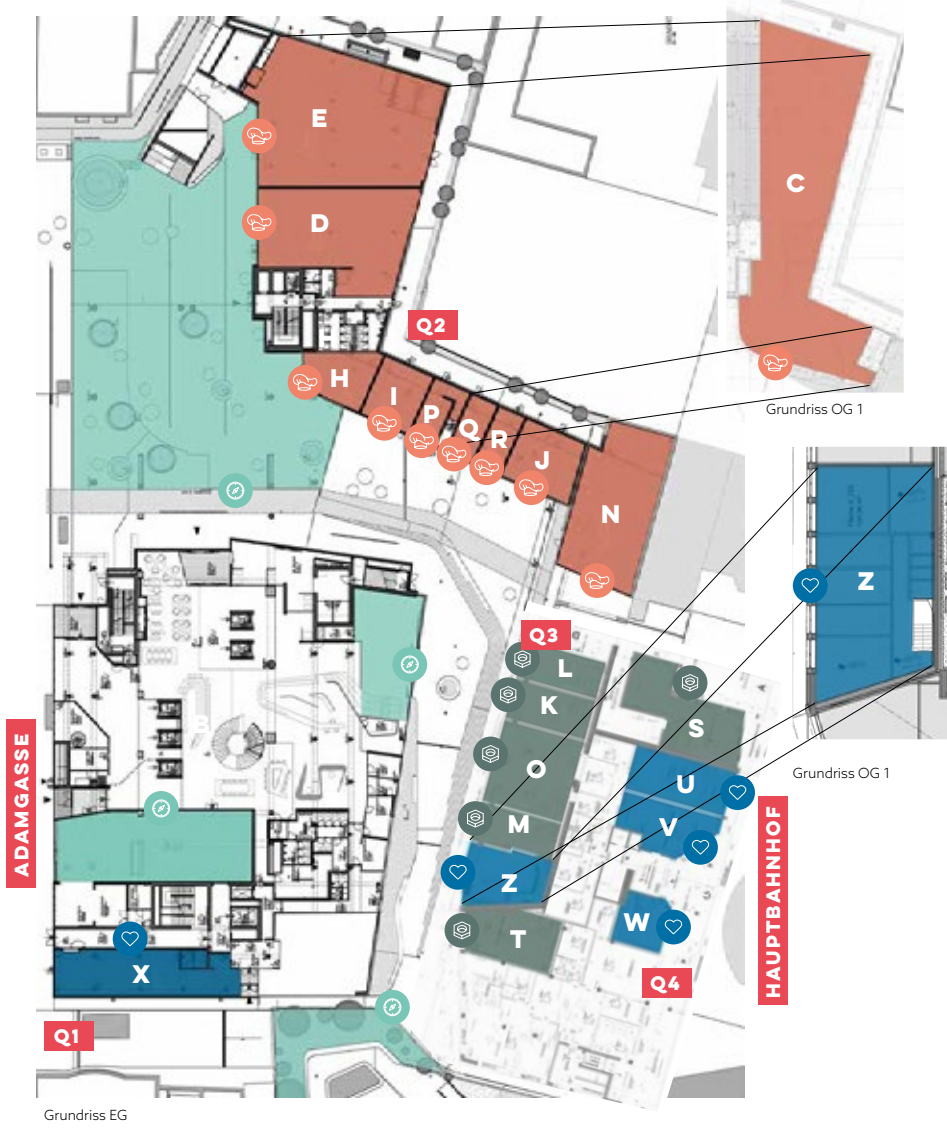 E
C
D
Q2
H
I
P
Q
R
J
Grundriss OG 1
N
Z
Q3
L
K
S
B
O
U
Grundriss OG 1
ADAMGASSE
V
M
HAUPTBAHNHOF
Z
W
T
X
Q4
Q1
Grundriss EG